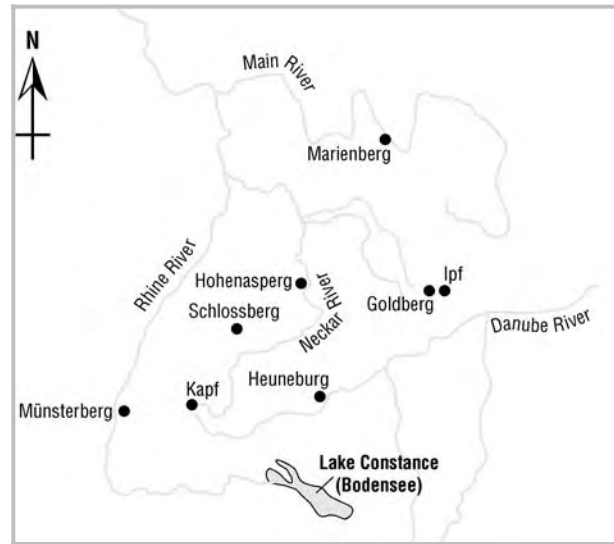 N
Main River
Marienberg
Rhine River
Hohenasperg
Neckar River
Ipf
Goldberg
Schlossberg
Danube River
Kapf
Heuneburg
Münsterberg
Lake Constance
(Bodensee)